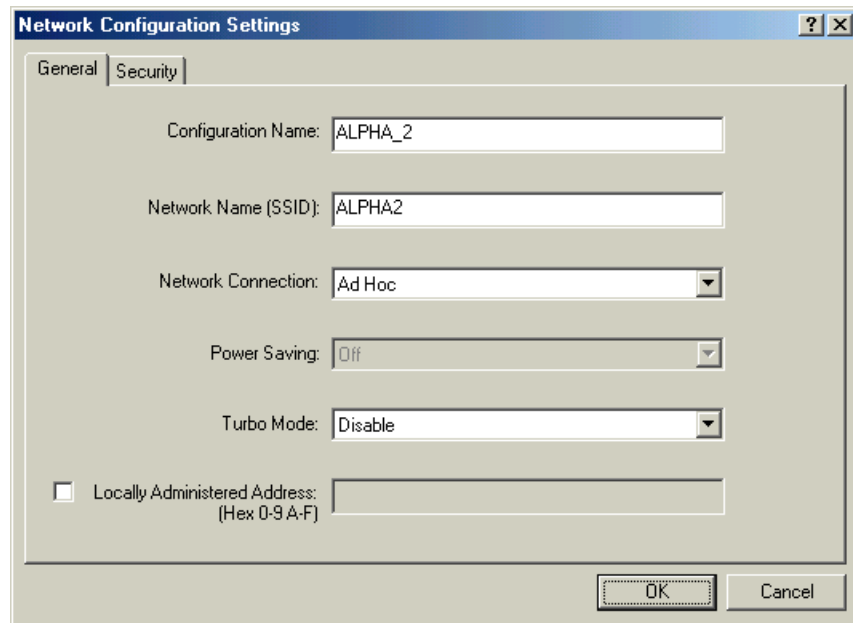 Network Configuration Settings
General
Security
Configuration Name: ALPHA_2
Network Name (SSID): ALPHA2
Network Connection: Ad Hoc
Power Saving: Off
Turbo Mode: Disable
Locally Administered Address:
(Hex 0-9 A-F)
OK
Cancel